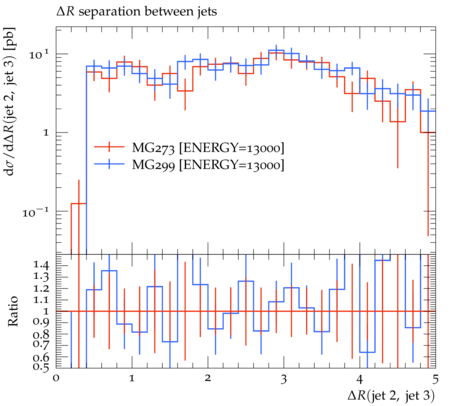 ΔR separation between jets
dσ/dΔR(jet 2, jet 3) [pb]
10¹
1
10⁻¹
MG273 [ENERGY=13000]
MG299 [ENERGY=13000]
Ratio
1.4
1.3
1.2
1.1
1
0.9
0.8
0.7
0.6
0.5
0 1 2 3 4 5
ΔR(jet 2, jet 3)